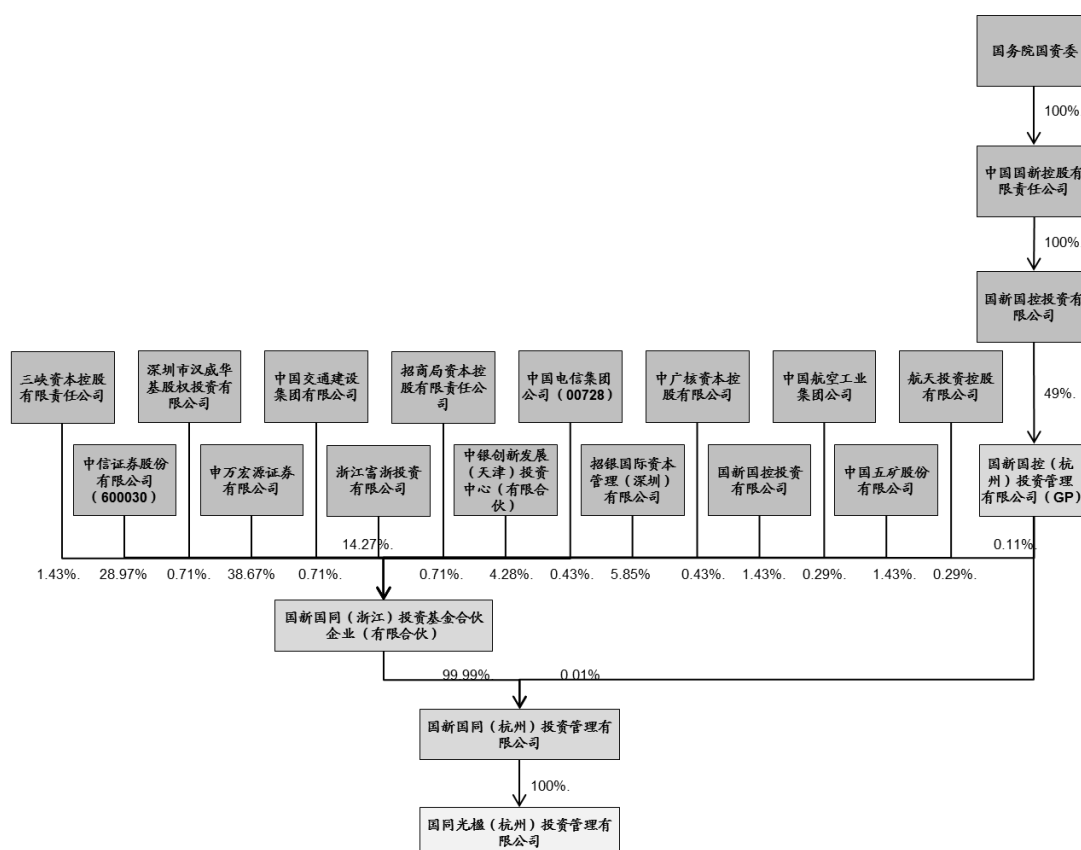 国务院国资委
100%
中国国新控股有
限责任公司
100%.
国新国控投资有
限公司
49%.
三峡资本控股
有限责任公司
深圳市汉威华
基股权投资有
限公司
中国交通建设
集团有限公司
招商局资本控
股有限责任公
司
中国电信集团
公司（00728）
中广核资本控
股有限公司
中国航空工业
集团公司
航天投资控股
有限公司
中信证券股份
有限公司
（600030）
申万宏源证券
有限公司
浙江富浙投资
有限公司
中银创新发展
（天津）投资
中心（有限合
伙）
招银国际资本
管理（深圳）
有限公司
国新国控投资
有限公司
中国五矿股份
有限公司
国新国控（杭
州）投资管理
有限公司（GP）
14.27%.
0.11%.
1.43%
28.97%
0.71%.
38.67%
0.71%.
0.71%.
4.28%.
0.43%.
5.85%
0.43%.
1.43%.
0.29%.
1.43%.
0.29%.
国新国同（浙江）投资基金合伙
企业（有限合伙）
99.99%.
0.01%
国新国同（杭州）投资管理有
限公司
100%.
国同光楹（杭州）投资管理有
限公司